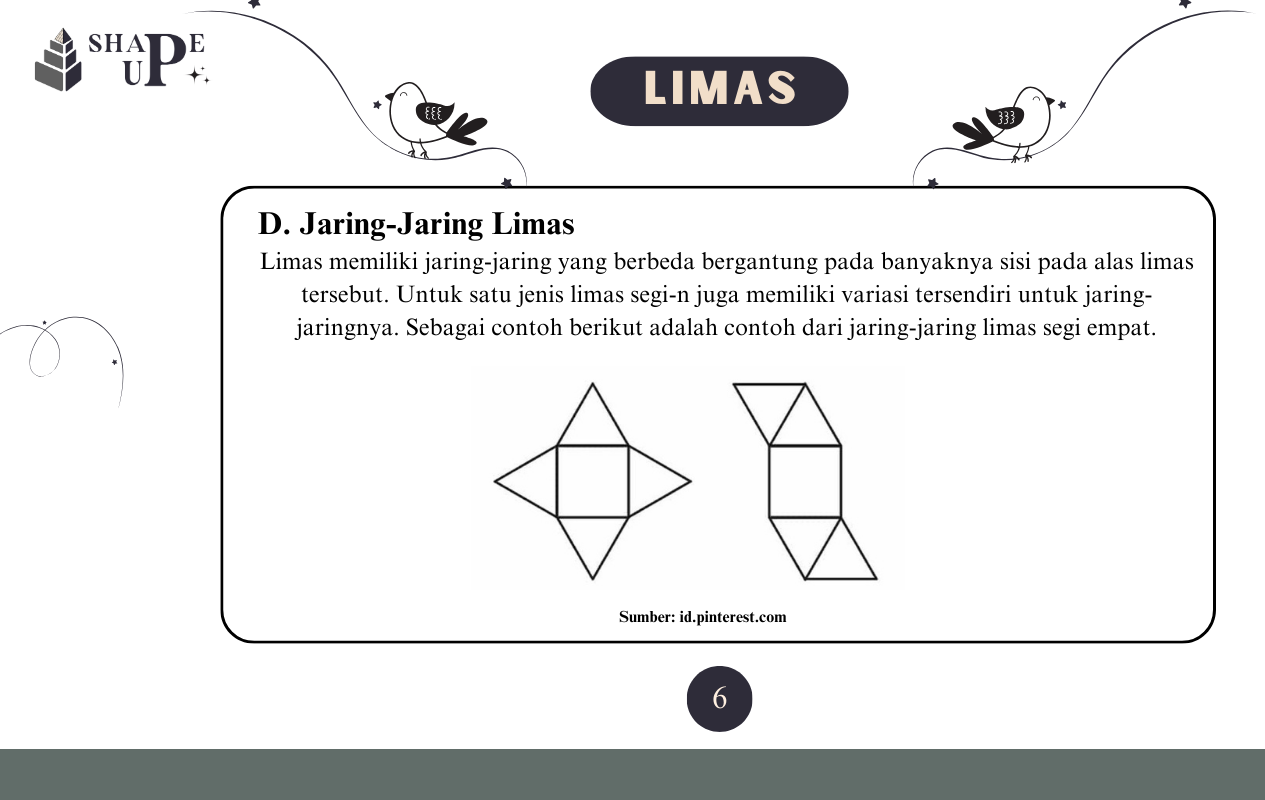 SHAPE
UP
LIMAS
D. Jaring-Jaring Limas
Limas memiliki jaring-jaring yang berbeda bergantung pada banyaknya sisi pada alas limas
tersebut. Untuk satu jenis limas segi-n juga memiliki variasi tersendiri untuk jaring-
jaringnya. Sebagai contoh berikut adalah contoh dari jaring-jaring limas segi empat.
Sumber: id.pinterest.com
6